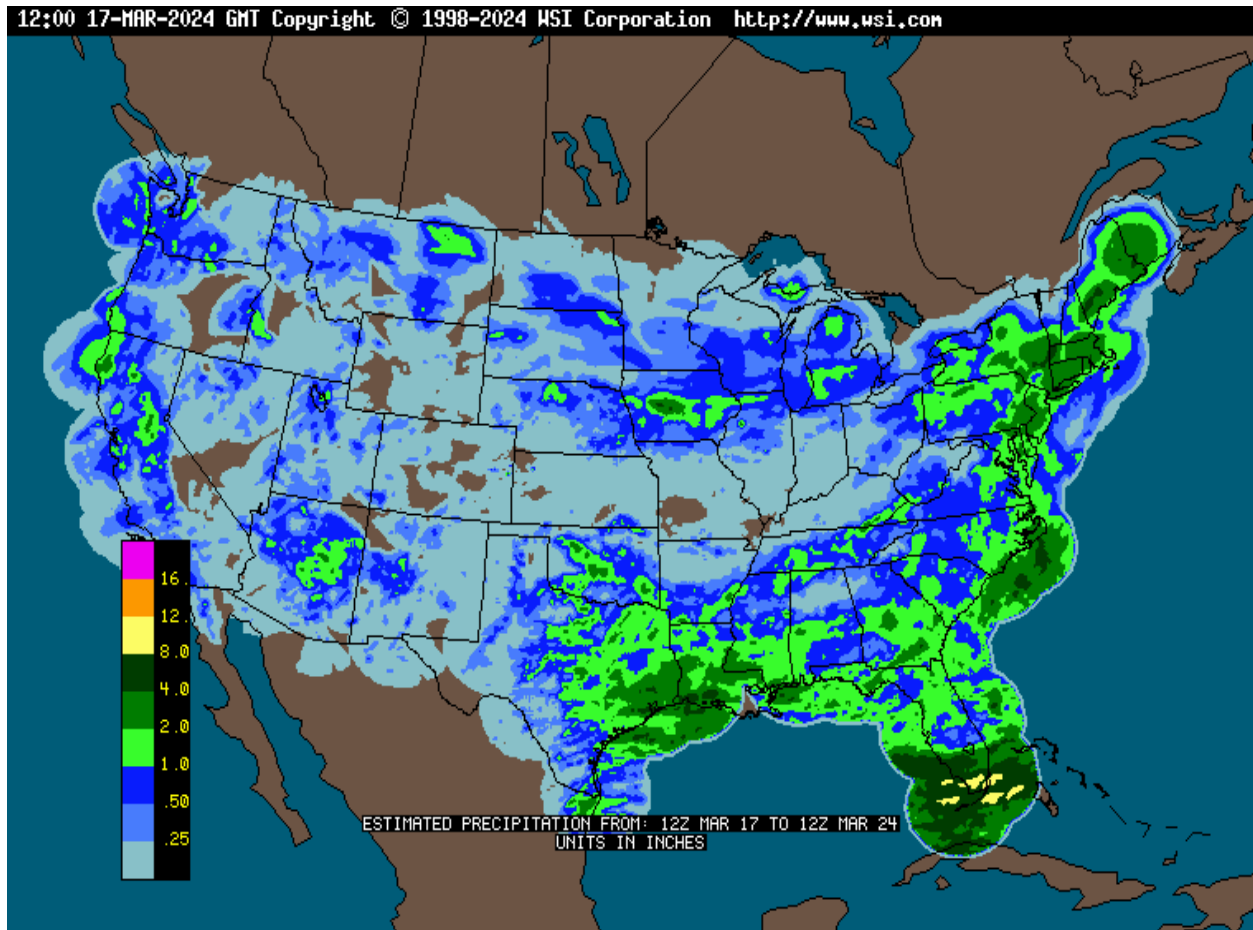 12:00 17-MAR-2024 GMT Copyright © 1998-2024 WSI Corporation http://www.wsi.com
16.
12.
8.0
4.0
2.0
1.0
.50
.25
ESTIMATED PRECIPITATION FROM: 12Z MAR 17 TO 12Z MAR 24
UNITS IN INCHES